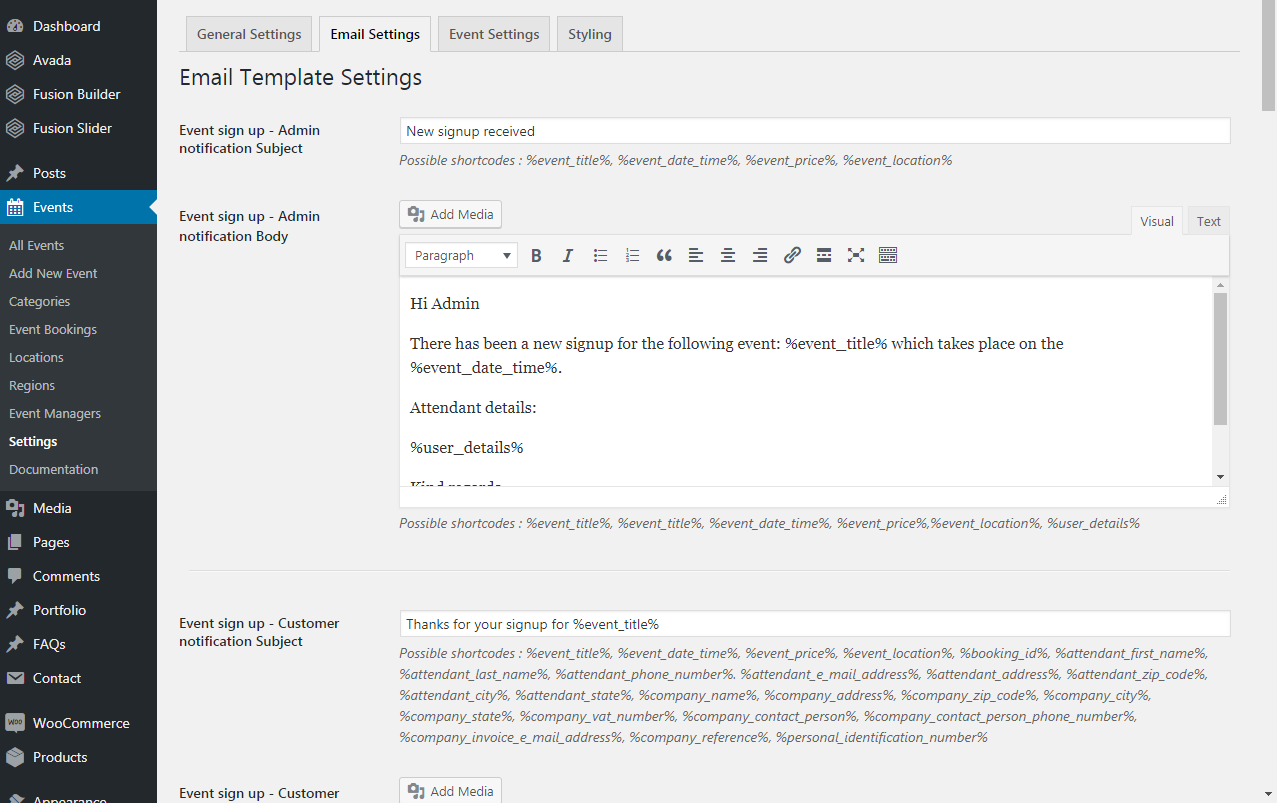 Dashboard
Avada
Fusion Builder
Fusion Slider
Posts
Events
All Events
Add New Event
Categories
Event Bookings
Locations
Regions
Event Managers
Settings
Documentation
Media
Pages
Comments
Portfolio
FAQs
Contact
WOO WooCommerce
Products
Appearance
General Settings
Email Settings
Event Settings
Styling
Email Template Settings
Event sign up - Admin
notification Subject
New signup received
Possible shortcodes : %event_title%, %event_date_time%, %event_price%, %event_location%
Event sign up - Admin
notification Body
Add Media
Visual
Text
Paragraph
B I
Hi Admin
There has been a new signup for the following event: %event_title% which takes place on the
%event_date_time%.
Attendant details:
%user_details%
Kind regards
Possible shortcodes : %event_title%, %event_title%, %event_date_time%, %event_price%,%event_location%, %user_details%
Event sign up - Customer
notification Subject
Thanks for your signup for %event_title%
Possible shortcodes : %event_title%, %event_date_time%, %event_price%, %event_location%, %booking_id%, %attendant_first_name%,
%attendant_last_name%, %attendant_phone_number%. %attendant_e_mail_address%, %attendant_address%, %attendant_zip_code%,
%attendant_city%, %attendant_state%, %company_name%, %company_address%, %company_zip_code%, %company_city%,
%company_state%, %company_vat_number%, %company_contact_person%, %company_contact_person_phone_number%,
%company_invoice_e_mail_address%, %company_reference%, %personal_identification_number%
Event sign up - Customer
Add Media